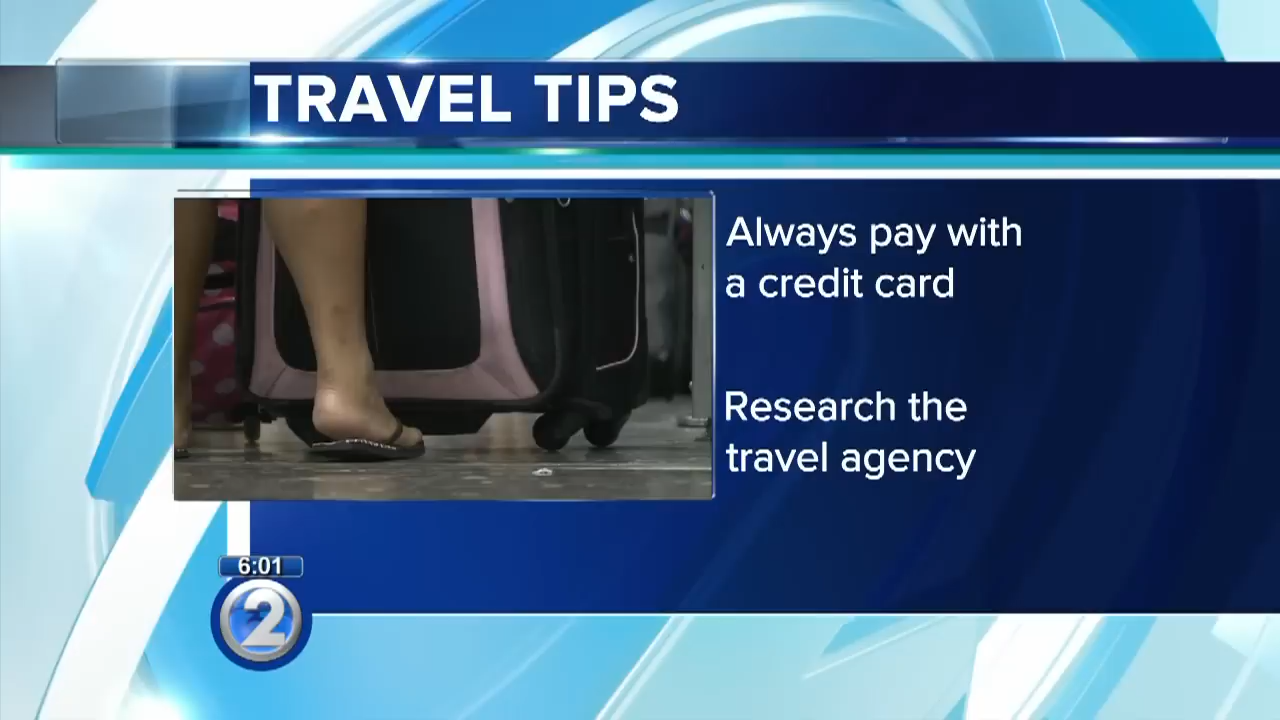 TRAVEL TIPS
Always pay with
a credit card
Research the
travel agency
6:01
2